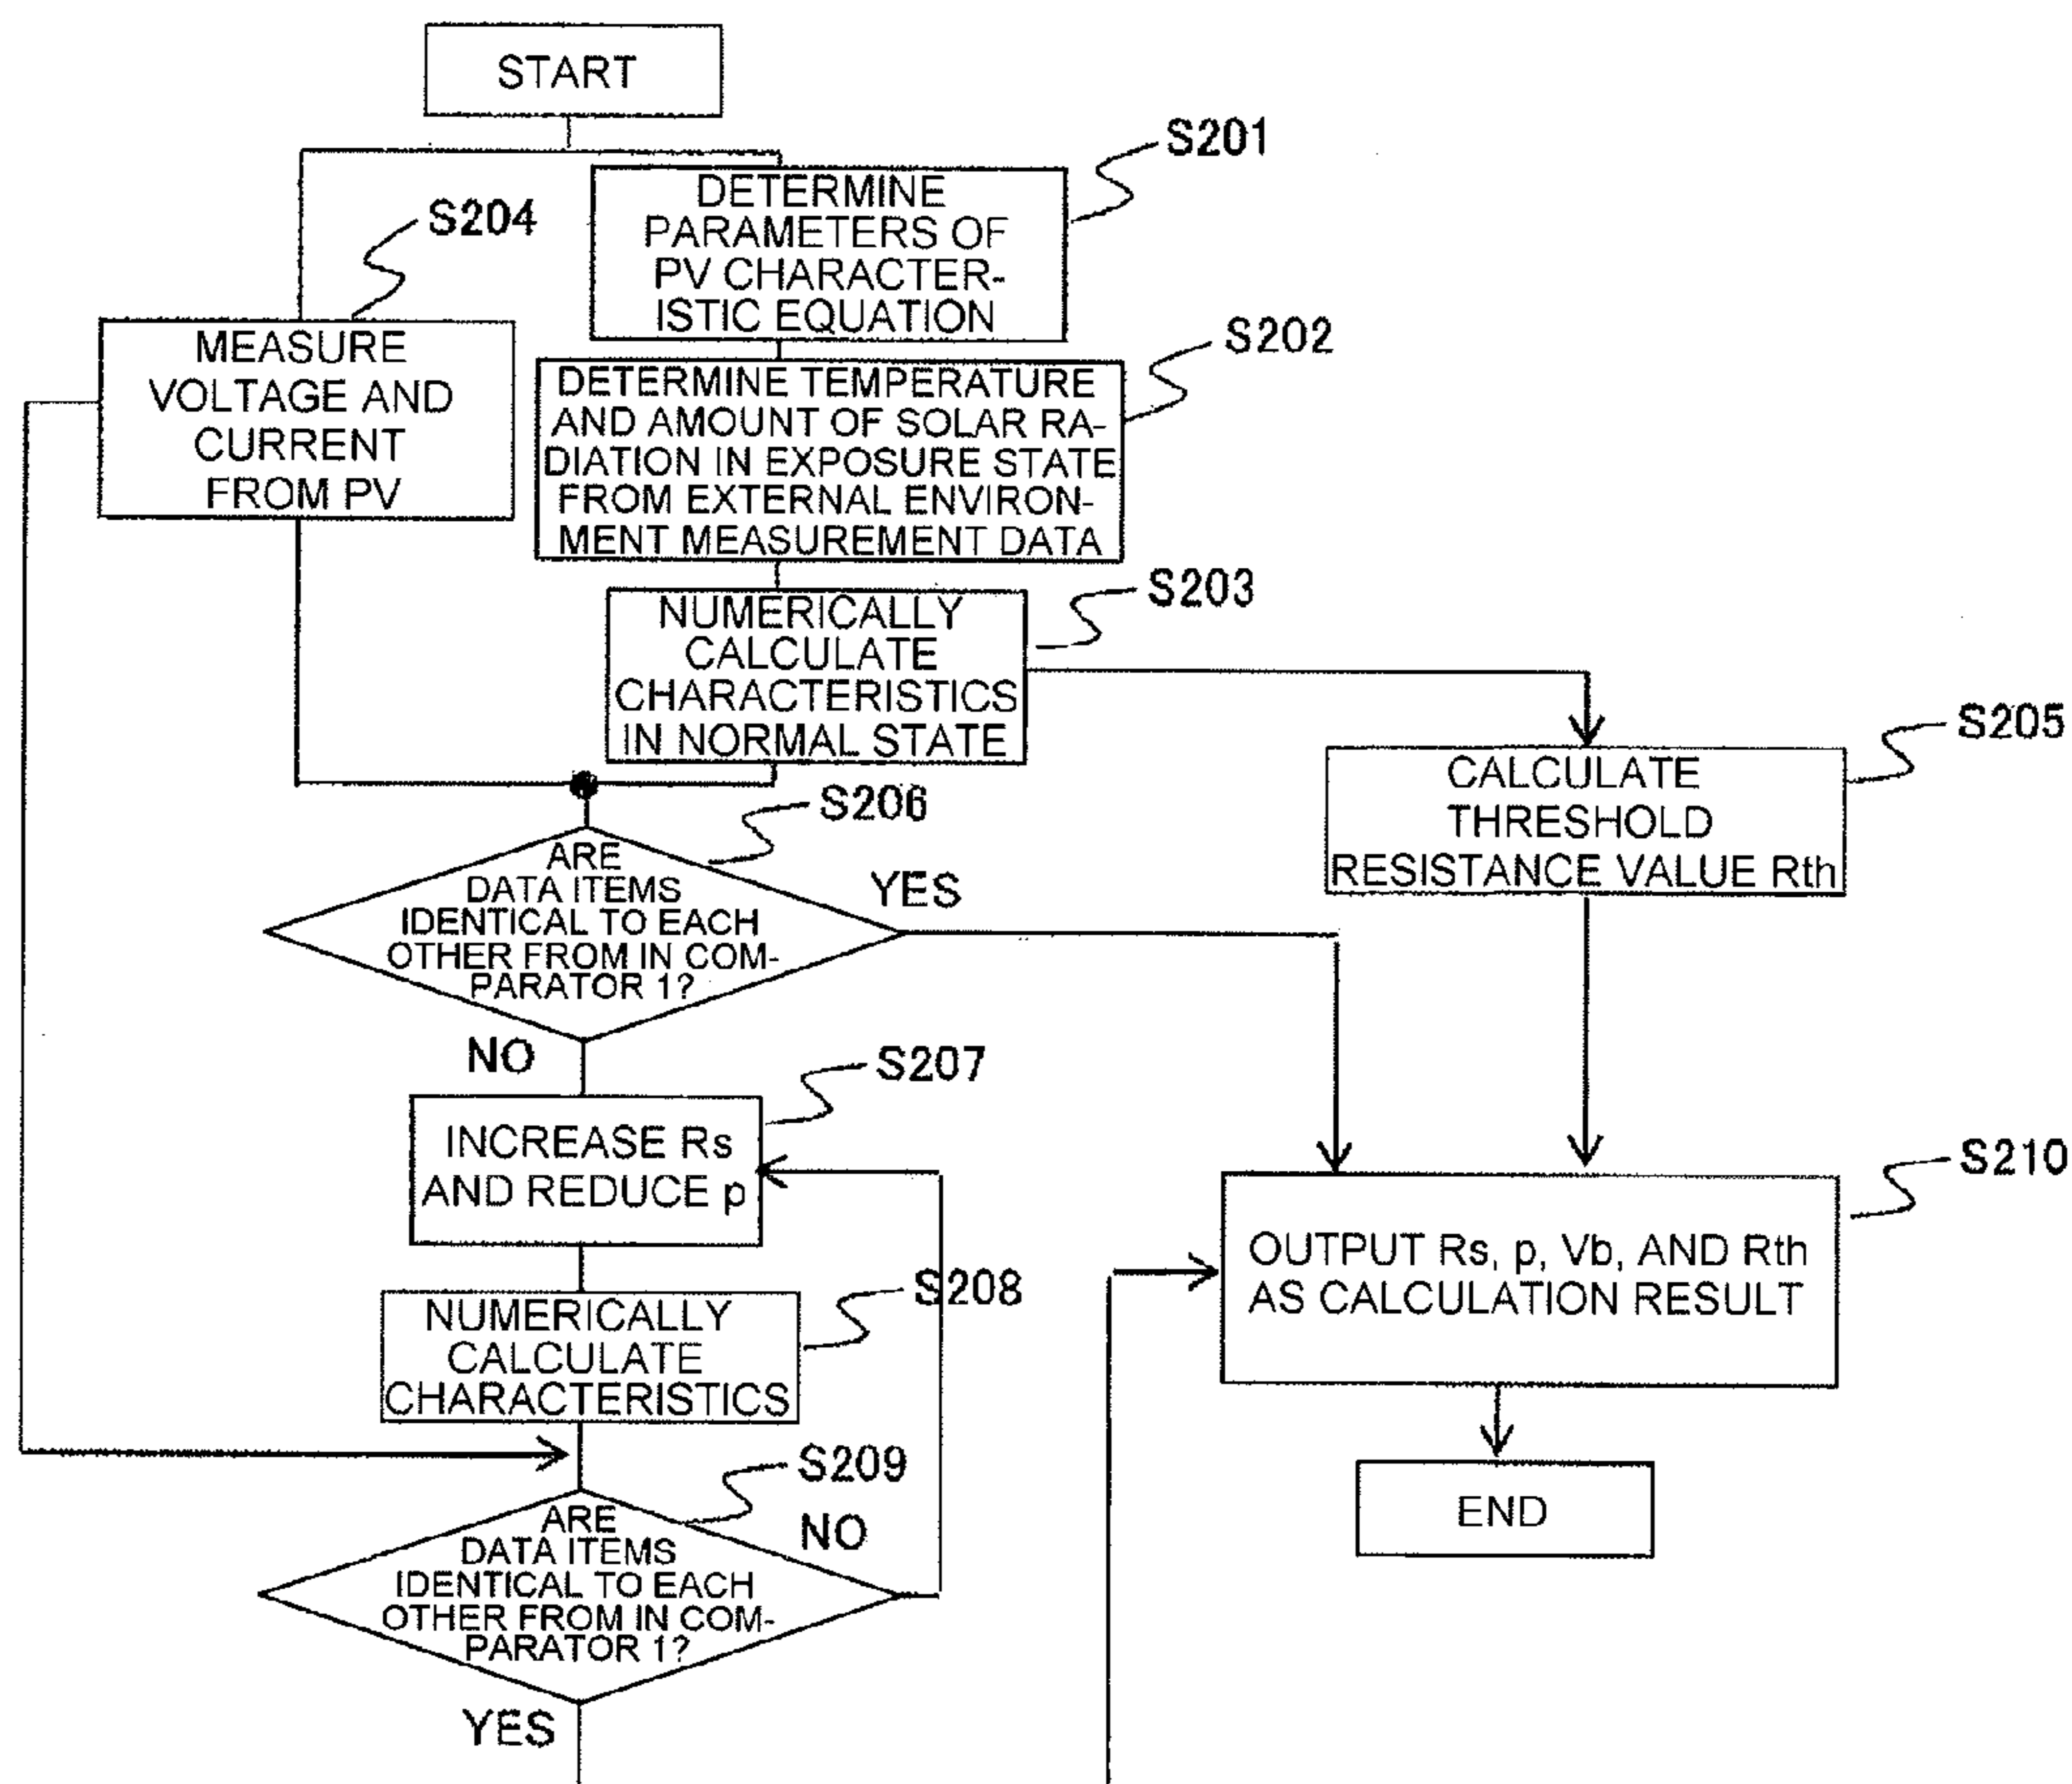 START
S201
DETERMINE
PARAMETERS OF
PV CHARACTER-
ISTIC EQUATION
S204
MEASURE
VOLTAGE AND
CURRENT
FROM PV
S202
DETERMINE TEMPERATURE
AND AMOUNT OF SOLAR RA-
DIATION IN EXPOSURE STATE
FROM EXTERNAL ENVIRON-
MENT MEASUREMENT DATA
S203
NUMERICALLY
CALCULATE
CHARACTERISTICS
IN NORMAL STATE
S205
CALCULATE
THRESHOLD
RESISTANCE VALUE Rth
S206
ARE
DATA ITEMS
IDENTICAL TO EACH
OTHER FROM IN COM-
PARATOR 1?
YES
NO
S207
INCREASE Rs
AND REDUCE p
S208
NUMERICALLY
CALCULATE
CHARACTERISTICS
S209
ARE
DATA ITEMS
IDENTICAL TO EACH
OTHER FROM IN COM-
PARATOR 1?
NO
YES
S210
OUTPUT Rs, p, Vb, AND Rth
AS CALCULATION RESULT
END